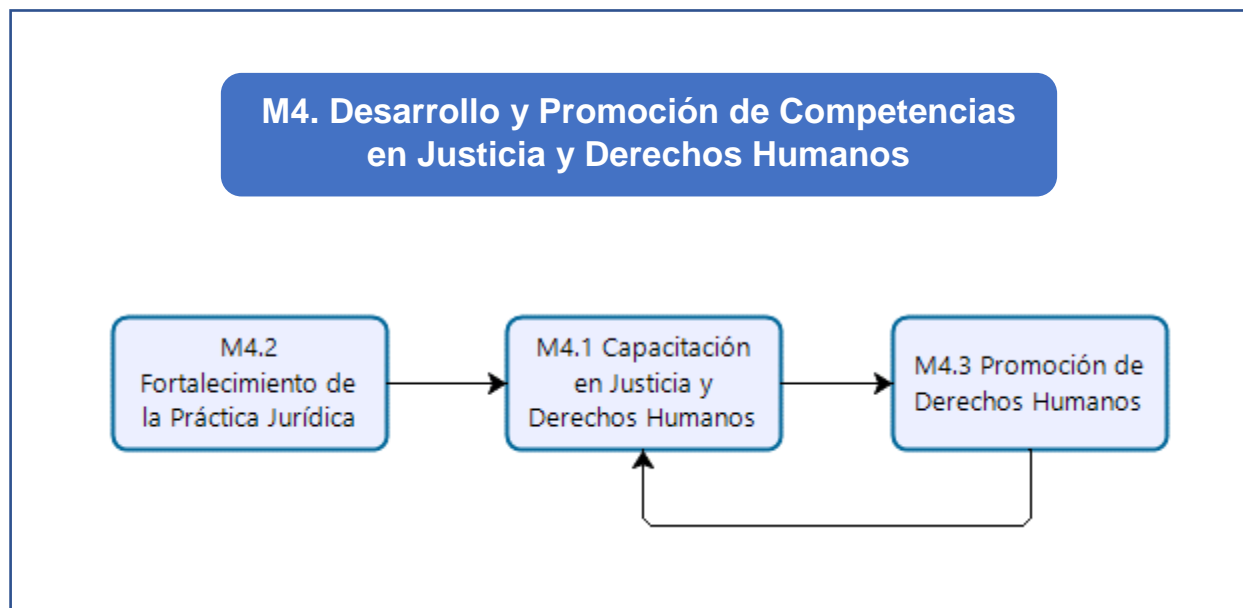 M4. Desarrollo y Promoción de Competencias
en Justicia y Derechos Humanos
M4.2
Fortalecimiento de
la Práctica Jurídica
M4.1 Capacitación
en Justicia y
Derechos Humanos
M4.3 Promoción de
Derechos Humanos